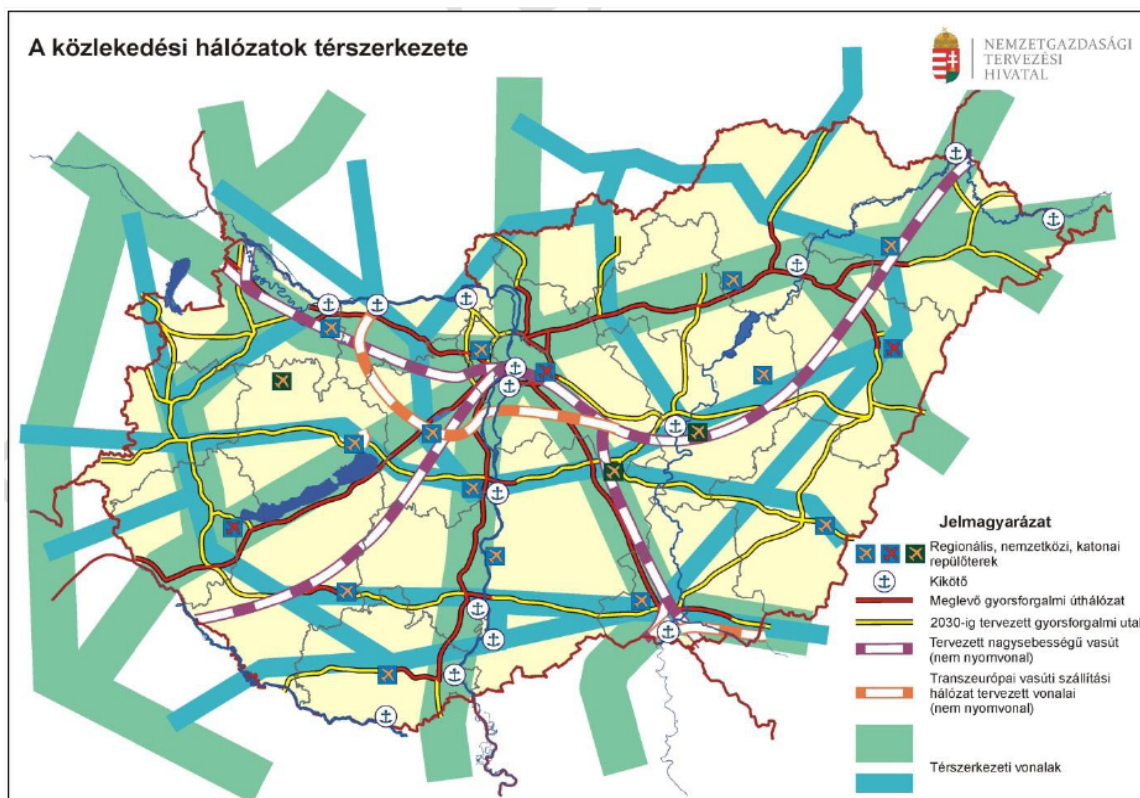 A közlekedési hálózatok térszerkezete
NEMZETGAZDASÁGI
TERVEZÉSI
HIVATAL
Jelmagyarázat
Regionális, nemzetközi, katonai
repülőterek
Kikötő
Meglevő gyorsforgalmi úthálózat
2030-ig tervezett gyorsforgalmi utal
Tervezett nagysebességű vasút
(nem nyomvonal)
Transzeurópai vasúti szállítási
hálózat tervezett vonalai
(nem nyomvonal)
Térszerkezeti vonalak